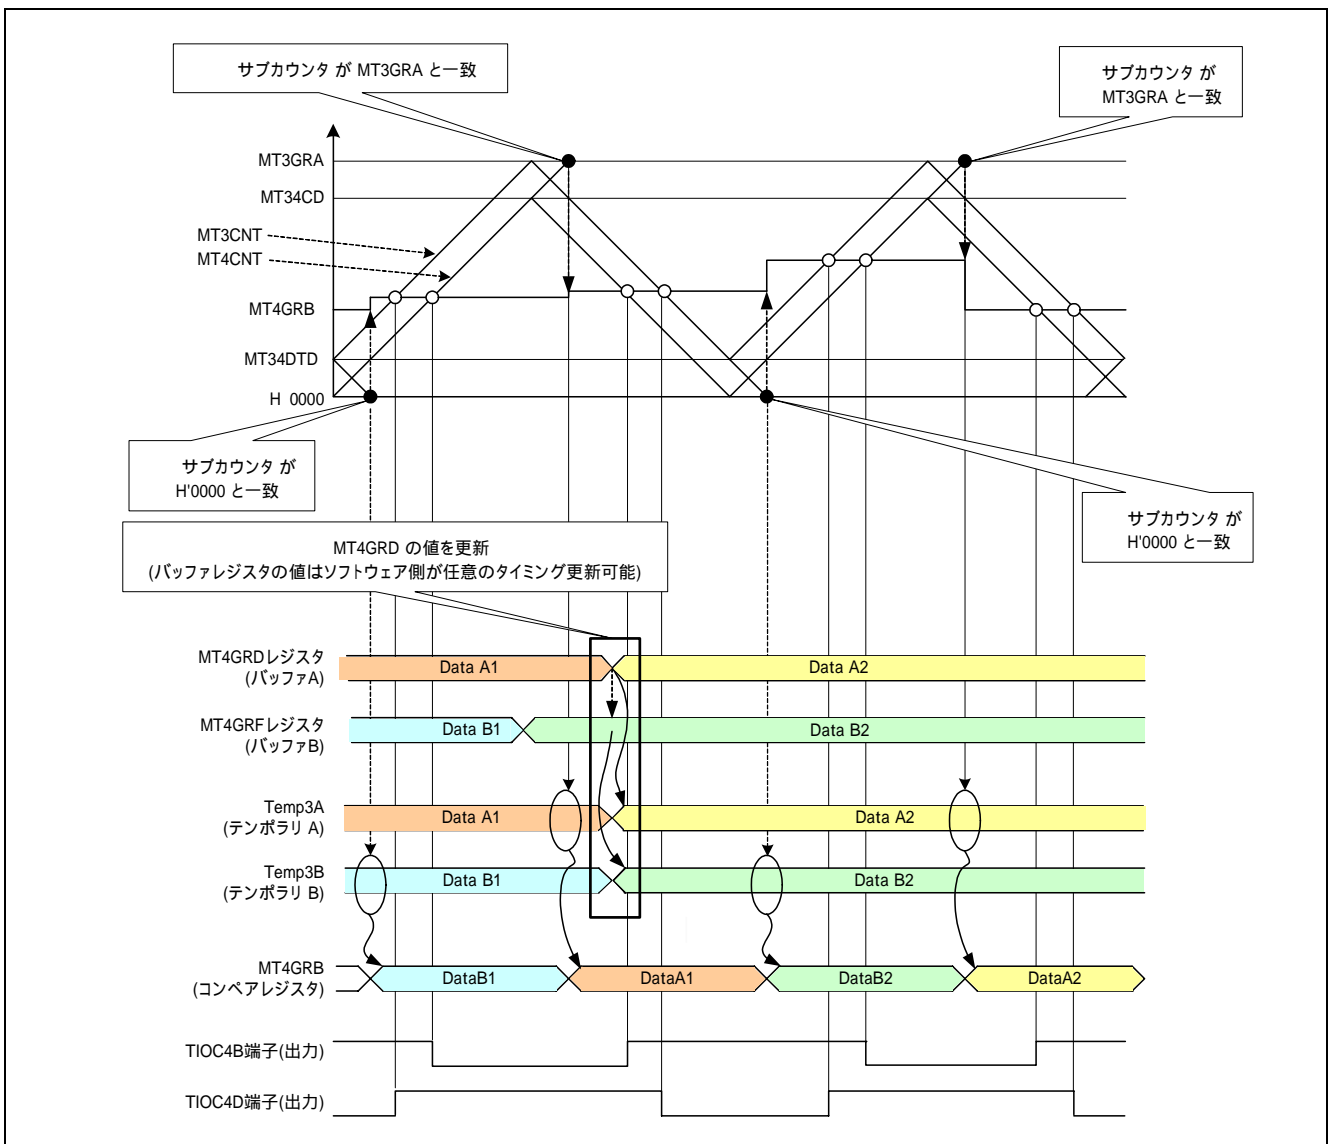 サブカウンタ が MT3GRA と一致
サブカウンタ が
MT3GRA と一致
MT3GRA
MT34CD
MT3CNT
MT4CNT
MT4GRB
MT34DTD
H 0000
サブカウンタ が
H'0000 と一致
サブカウンタ が
H'0000 と一致
MT4GRD の値を更新
(バッファレジスタの値はソフトウェア側が任意のタイミング更新可能)
MT4GRDレジスタ
(バッファA)
Data A1
Data A2
MT4GRFレジスタ
(バッファB)
Data B1
Data B2
Temp3A
(テンポラリ A)
Data A1
Data A2
Temp3B
(テンポラリ B)
Data B1
Data B2
MT4GRB
(コンペアレジスタ)
DataB1
DataA1
DataB2
DataA2
TIOC4B端子(出力)
TIOC4D端子(出力)